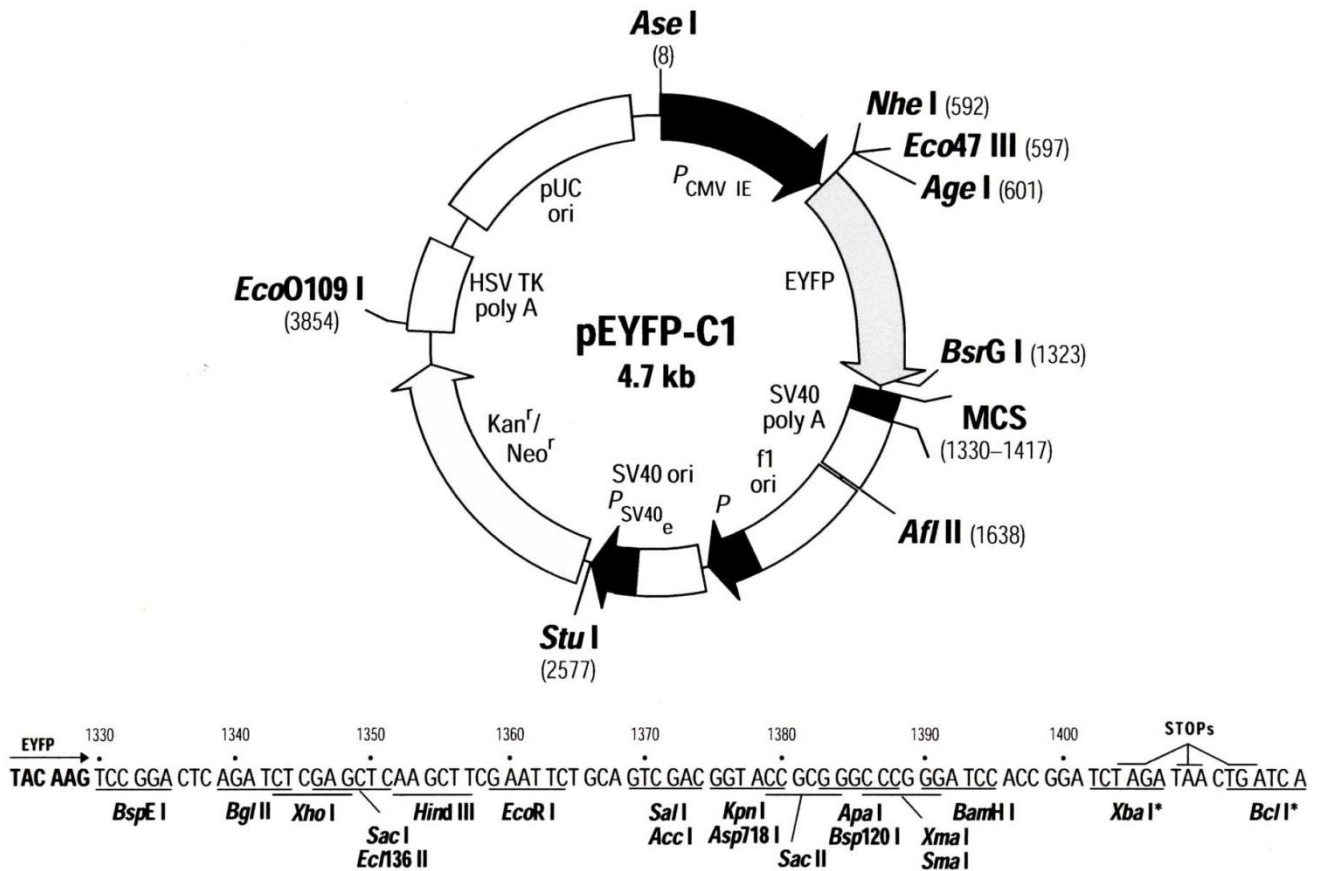 Ase I
(8)
Nhe I (592)
Eco47 III (597)
Age I (601)
P CMV IE
pUC
ori
EYFP
HSV TK
poly A
EcoO109 I
(3854)
pEYFP-C1
4.7 kb
BsrG I (1323)
SV40
poly A
MCS
(1330–1417)
Kanʳ/
Neoʳ
f1
ori
SV40 ori
P SV40 e
P
Afl II (1638)
Stu I
(2577)
1330 1340 1350 1360 1370 1380 1390 1400 STOPs
EYFP
TAC AAG TCC GGA CTC AGA TCT CGA GCT CAA GCT TCG AAT TCT GCA GTC GAC GGT ACC GCG GGC CCG GGA TCC ACC GGA TCT AGA TAA CTG ATC A
BspE I Bgl II Xho I Hind III EcoR I Sal I Kpn I Apa I BamH I Xba I* Bcl I*
Sac I Acc I Asp718 I Bsp120 I Xma I
Ecl136 II Sac II Sma I